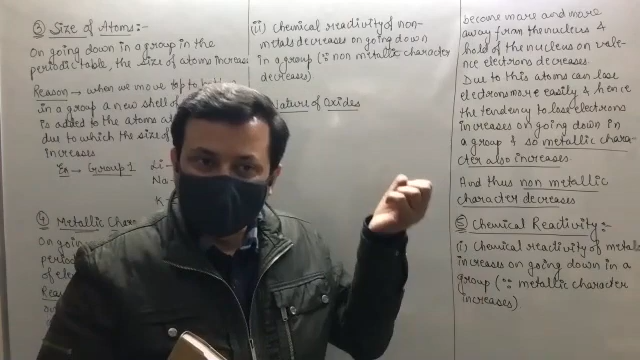 ③ Size of Atoms:-
On going down in a group in the
periodic table, the size of atoms increases
Reason → when we move top to
in a group a new shell of
is added to the atoms
due to which the size of
increases
Ex → Group 1 Li-
Na-
K-
④ Metallic
On going
of
(ii) chemical reactivity of non-
metals decreases on going down
in a group (∵ non metallic character
decreases)
Nature of Oxides
become more and more
away from the nucleus &
hold of the nucleus on vale-
nce electrons decreases.
Due to this atoms can lose
electrons more easily & hence
the tendency to lose electrons
increases on going down in
a group & so metallic chara-
cter also increases.
And thus non metallic
character decreases
⑤ Chemical Reactivity:-
(i) chemical reactivity of metals
increases on going down in a
group (∵ metallic character
increases)